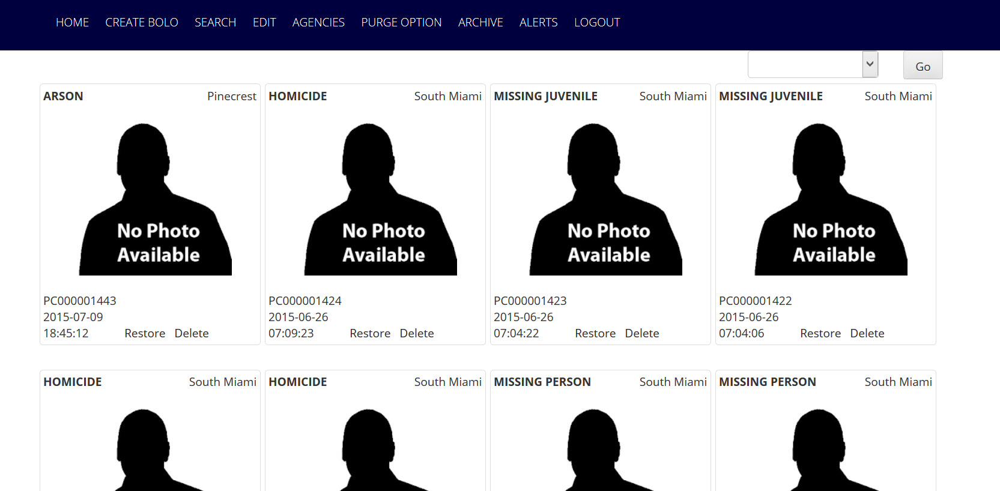 HOME CREATE BOLO SEARCH EDIT AGENCIES PURGE OPTION ARCHIVE ALERTS LOGOUT
Go
ARSON Pinecrest
No Photo
Available
PC000001443
2015-07-09
18:45:12 Restore Delete
HOMICIDE South Miami
No Photo
Available
PC000001424
2015-06-26
07:09:23 Restore Delete
MISSING JUVENILE South Miami
No Photo
Available
PC000001423
2015-06-26
07:04:22 Restore Delete
MISSING JUVENILE South Miami
No Photo
Available
PC000001422
2015-06-26
07:04:06 Restore Delete
HOMICIDE South Miami
HOMICIDE South Miami
MISSING PERSON South Miami
MISSING PERSON South Miami